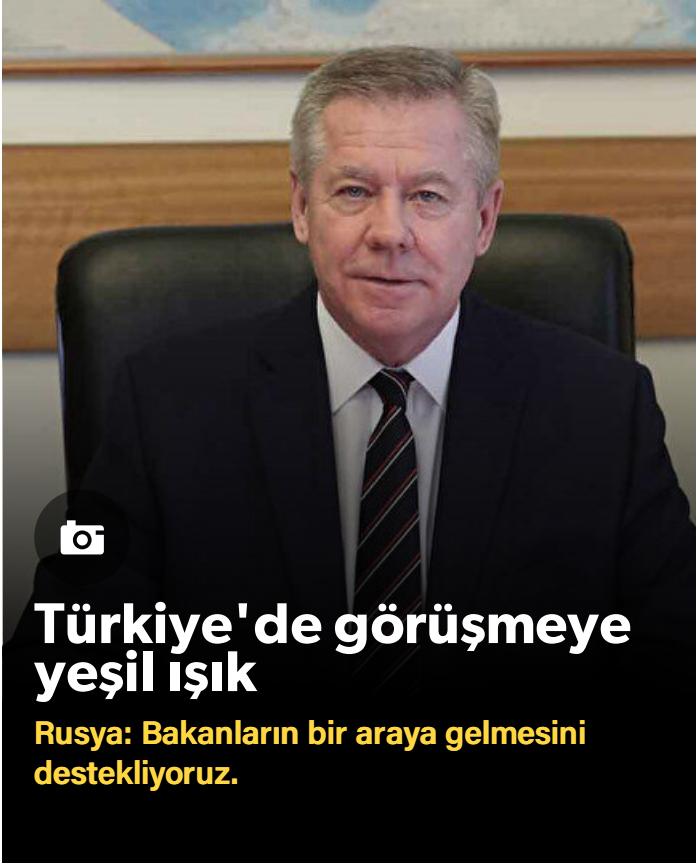 Türkiye'de görüşmeye
yeşil ışık
Rusya: Bakanların bir araya gelmesini
destekliyoruz.